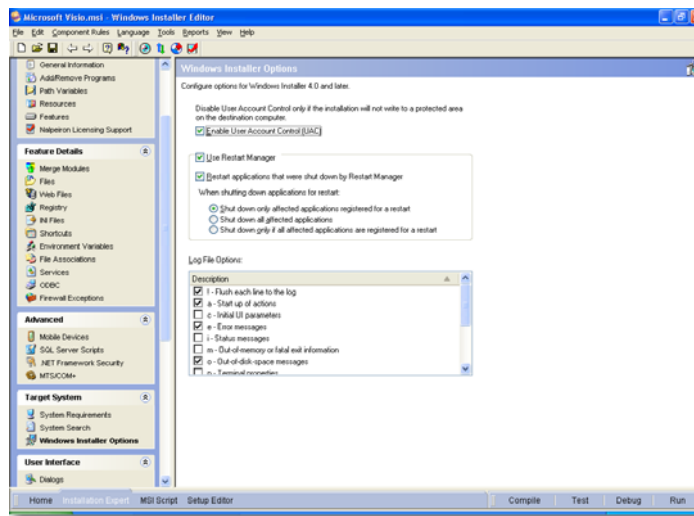 Microsoft Visio.msi - Windows Installer Editor
File Edit Component Rules Language Tools Reports View Help
General Information
Add/Remove Programs
Path Variables
Resources
Features
Nalpeiron Licensing Support
Feature Details
Merge Modules
Files
Web Files
Registry
INI Files
Shortcuts
Environment Variables
File Associations
Services
ODBC
Firewall Exceptions
Advanced
Mobile Devices
SQL Server Scripts
.NET Framework Security
MTS/COM+
Target System
System Requirements
System Search
Windows Installer Options
User Interface
Dialogs
Windows Installer Options
Configure options for Windows Installer 4.0 and later.
Disable User Account Control only if the installation will not write to a protected area
on the destination computer.
Enable User Account Control (UAC)
Use Restart Manager
Restart applications that were shut down by Restart Manager
When shutting down applications for restart:
Shut down only affected applications registered for a restart
Shut down all affected applications
Shut down only if all affected applications are registered for a restart
Log File Options:
Description
! - Flush each line to the log
a - Start up of actions
c - Initial UI parameters
e - Error messages
i - Status messages
m - Out-of-memory or fatal exit information
o - Out-of-disk-space messages
p - Terminal properties
Home Installation Expert MSI Script Setup Editor Compile Test Debug Run